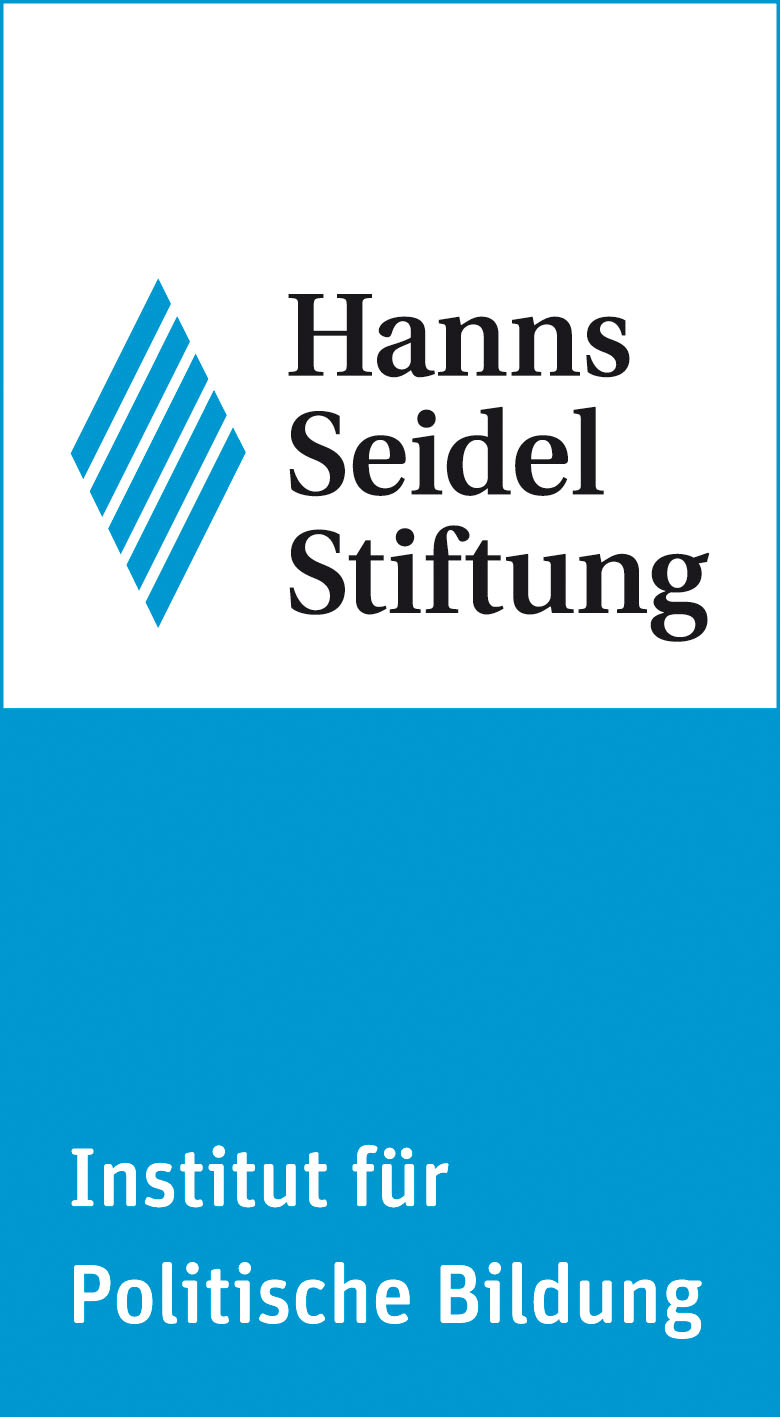 Hanns
Seidel
Stiftung
Institut für
Politische Bildung